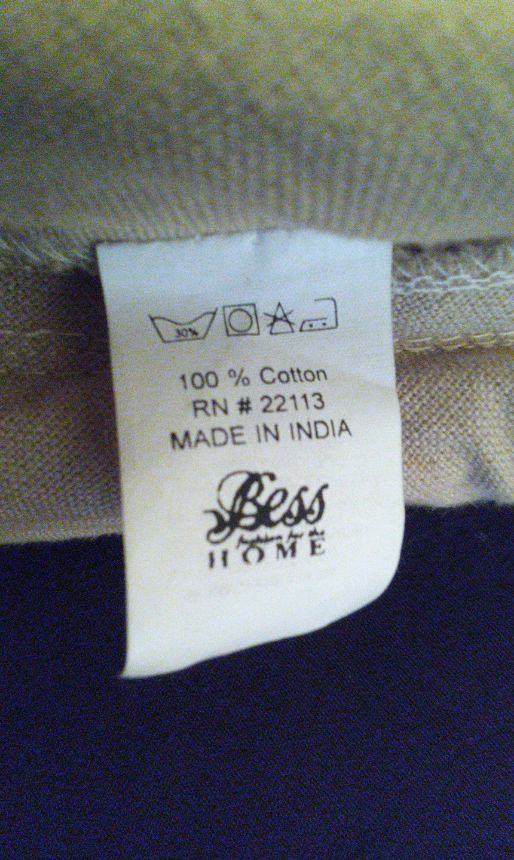 30%
100 % Cotton
RN # 22113
MADE IN INDIA
Bess
fashion for the
HOME